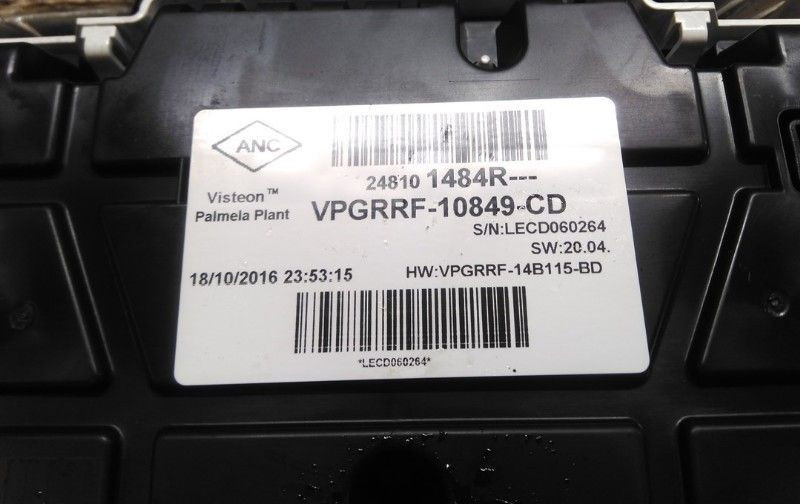 ANC
24810 1484R---
Visteon™
Palmela Plant
VPGRRF-10849-CD
S/N:LECD060264
SW:20.04.
18/10/2016 23:53:15
HW:VPGRRF-14B115-BD
*LECD060264*